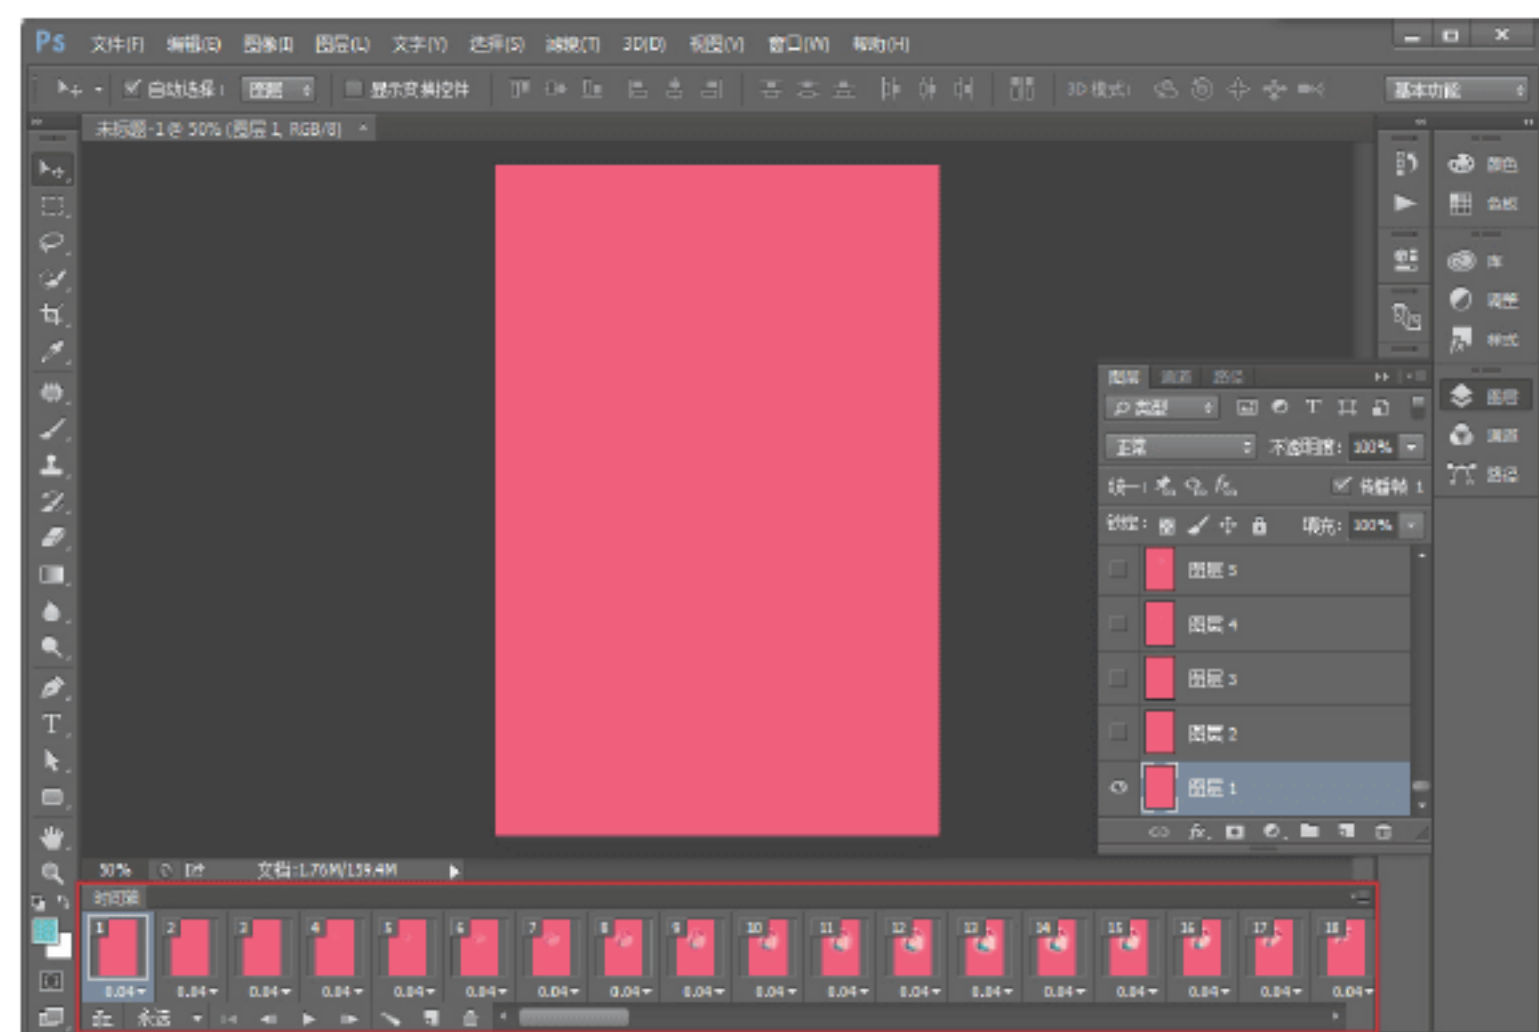 Ps 文件(F) 编辑(E) 图像(I) 图层(L) 文字(Y) 选择(S) 滤镜(T) 3D(D) 视图(V) 窗口(W) 帮助(H)
自动选择: 图层 显示变换控件 3D 模式: 基本功能
未标题-1 @ 50% (图层 1, RGB/8) ×
颜色
色板
库
调整
样式
图层
通道
路径
图层 通道 路径
类型
正常 不透明度: 100%
统一: 传播帧 1
锁定: 填充: 100%
图层 5
图层 4
图层 3
图层 2
图层 1
50% 文档:1.76M/159.4M
时间轴
1 2 3 4 5 6 7 8 9 10 11 12 13 14 15 16 17 18
0.04 0.04 0.04 0.04 0.04 0.04 0.04 0.04 0.04 0.04 0.04 0.04 0.04 0.04 0.04 0.04 0.04 0.04
永远